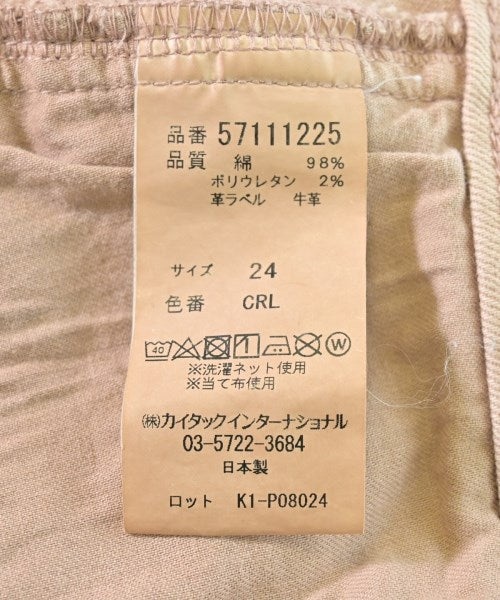 品番 57111225
品質 綿 98%
ポリウレタン 2%
革ラベル 牛革
サイズ 24
色番 CRL
40 W
※洗濯ネット使用
※当て布使用
㈱カイタックインターナショナル
03-5722-3684
日本製
ロット K1-P08024